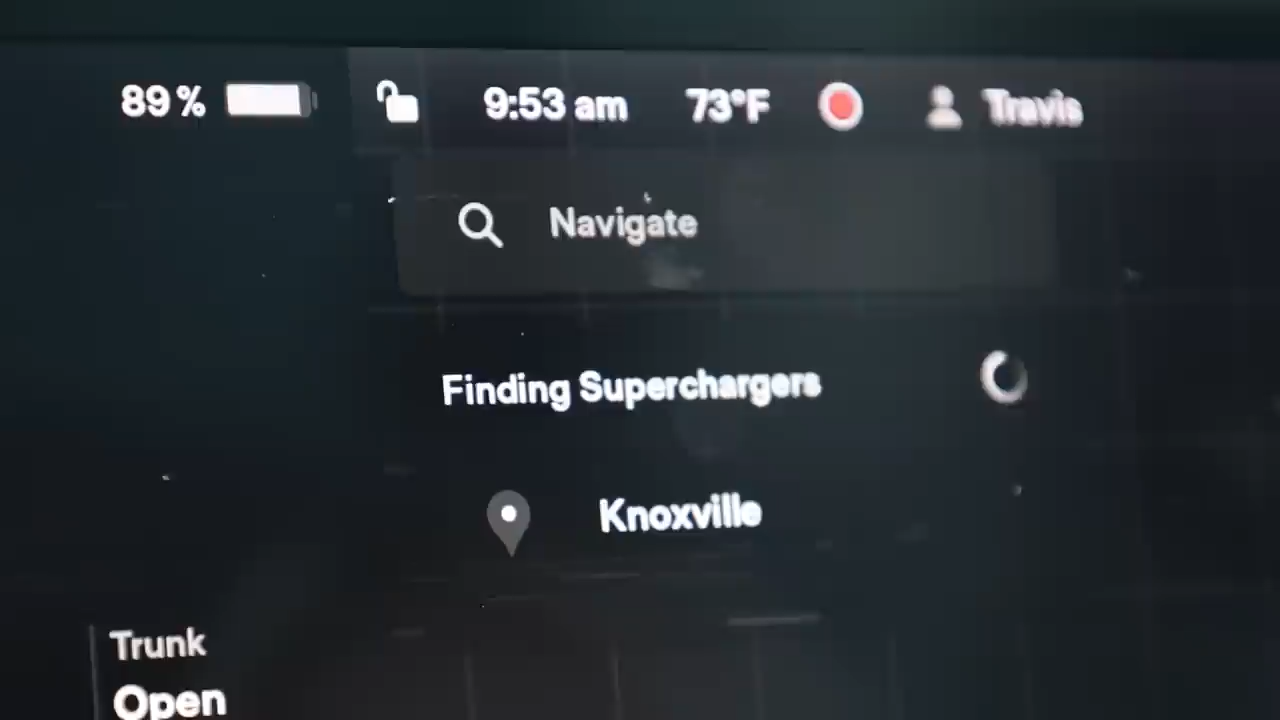 89% 9:53 am 73°F Travis
Navigate
Finding Superchargers
Knoxville
Trunk
Open